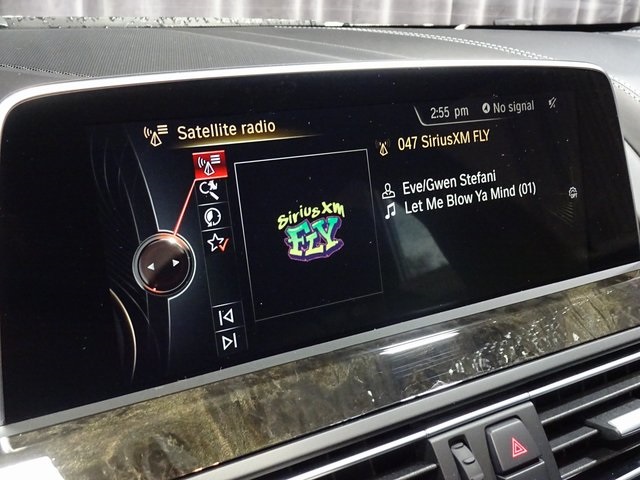 2:55 pm No signal
Satellite radio
047 SiriusXM FLY
Eve/Gwen Stefani
Let Me Blow Ya Mind (01)
SiriusXM
FLY